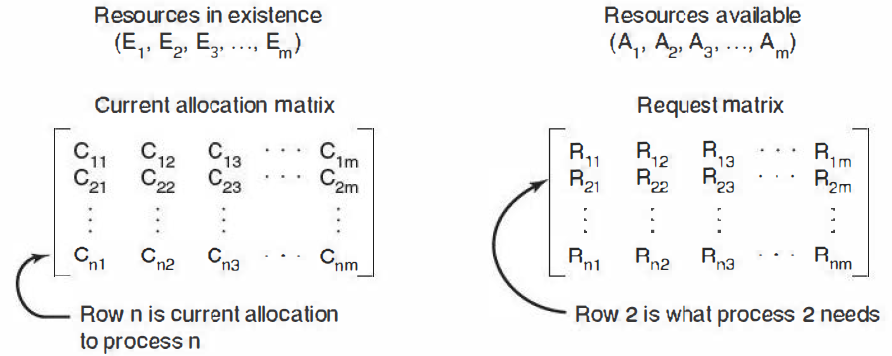 Resources in existence
(E₁, E₂, E₃, ..., Eₘ)
Resources available
(A₁, A₂, A₃, ..., Aₘ)
Current allocation matrix
C₁₁ C₁₂ C₁₃ · · · C₁ₘ
C₂₁ C₂₂ C₂₃ · · · C₂ₘ
⋮ ⋮ ⋮ ⋮
Cₙ₁ Cₙ₂ Cₙ₃ · · · Cₙₘ
Row n is current allocation
to process n
Request matrix
R₁₁ R₁₂ R₁₃ · · · R₁ₘ
R₂₁ R₂₂ R₂₃ · · · R₂ₘ
⋮ ⋮ ⋮ ⋮
Rₙ₁ Rₙ₂ Rₙ₃ · · · Rₙₘ
Row 2 is what process 2 needs